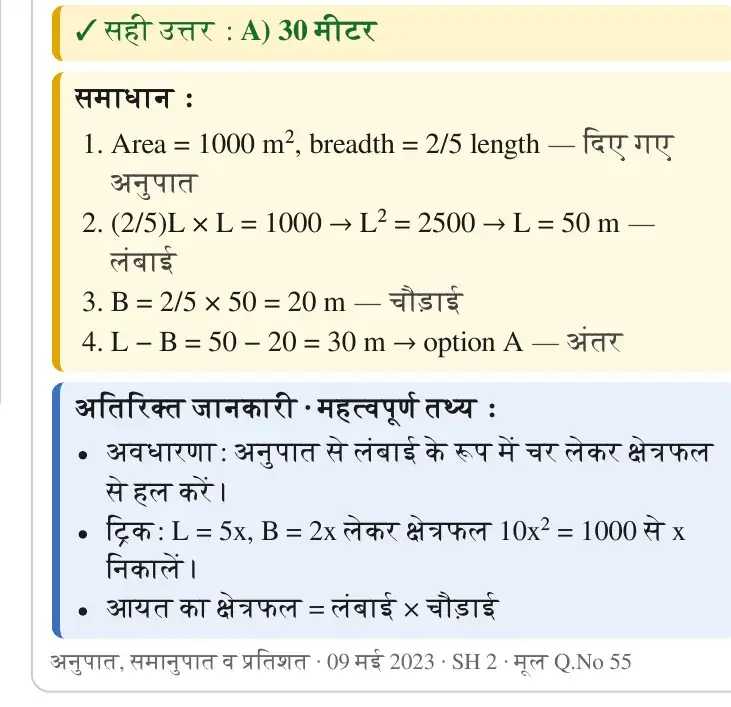 ✓ सही उत्तर : A) 30 मीटर
समाधान :
1. Area = 1000 m², breadth = 2/5 length — दिए गए
अनुपात
2. (2/5)L × L = 1000 → L² = 2500 → L = 50 m —
लंबाई
3. B = 2/5 × 50 = 20 m — चौड़ाई
4. L − B = 50 − 20 = 30 m → option A — अंतर
अतिरिक्त जानकारी · महत्वपूर्ण तथ्य :
• अवधारणा : अनुपात से लंबाई के रूप में चर लेकर क्षेत्रफल
से हल करें।
• ट्रिक : L = 5x, B = 2x लेकर क्षेत्रफल 10x² = 1000 से x
निकालें।
• आयत का क्षेत्रफल = लंबाई × चौड़ाई
अनुपात, समानुपात व प्रतिशत · 09 मई 2023 · SH 2 · मूल Q.No 55